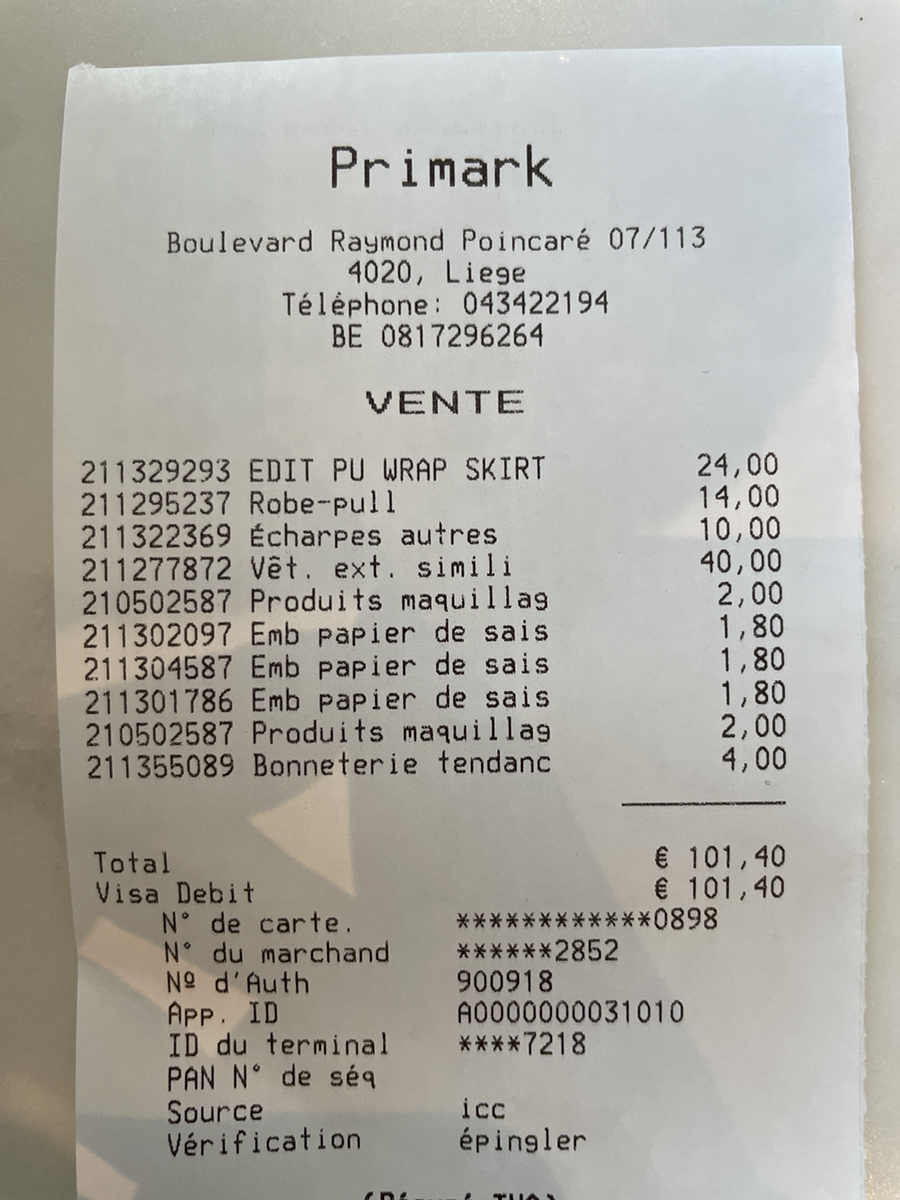 Primark
Boulevard Raymond Poincaré 07/113
4020, Liege
Téléphone: 043422194
BE 0817296264
VENTE
211329293 EDIT PU WRAP SKIRT 24,00
211295237 Robe-pull 14,00
211322369 Écharpes autres 10,00
211277872 Vêt. ext. simili 40,00
210502587 Produits maquillag 2,00
211302097 Emb papier de sais 1,80
211304587 Emb papier de sais 1,80
211301786 Emb papier de sais 1,80
210502587 Produits maquillag 2,00
211355089 Bonneterie tendanc 4,00
Total € 101,40
Visa Debit € 101,40
N° de carte. ************0898
N° du marchand ******2852
Nº d'Auth 900918
App. ID A0000000031010
ID du terminal ****7218
PAN N° de séq
Source icc
Vérification épingler